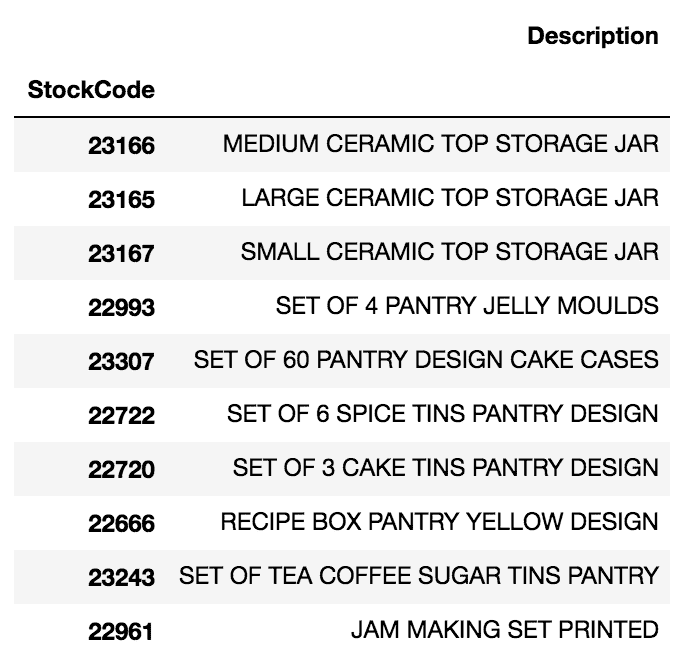 Description
StockCode
23166 MEDIUM CERAMIC TOP STORAGE JAR
23165 LARGE CERAMIC TOP STORAGE JAR
23167 SMALL CERAMIC TOP STORAGE JAR
22993 SET OF 4 PANTRY JELLY MOULDS
23307 SET OF 60 PANTRY DESIGN CAKE CASES
22722 SET OF 6 SPICE TINS PANTRY DESIGN
22720 SET OF 3 CAKE TINS PANTRY DESIGN
22666 RECIPE BOX PANTRY YELLOW DESIGN
23243 SET OF TEA COFFEE SUGAR TINS PANTRY
22961 JAM MAKING SET PRINTED